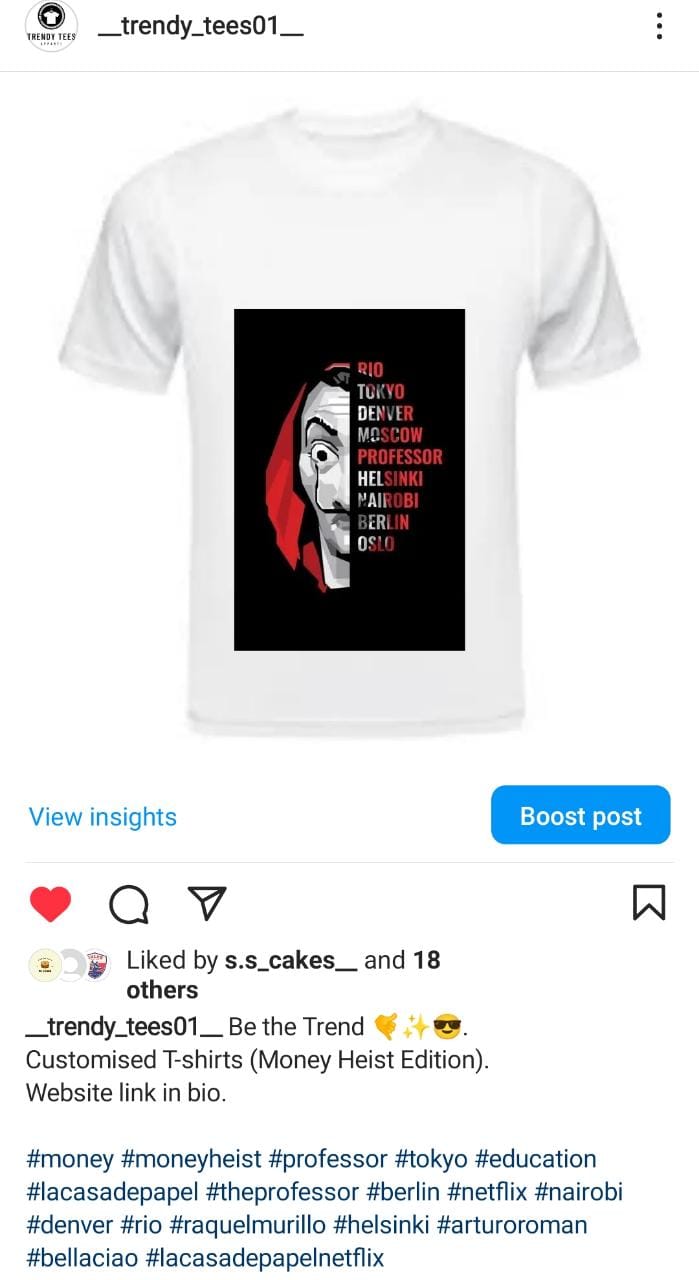 TRENDY TEES
__trendy_tees01__
RIO
TOKYO
DENVER
MOSCOW
PROFESSOR
HELSINKI
NAIROBI
BERLIN
OSLO
View insights
Boost post
Liked by s.s_cakes__ and 18
others
__trendy_tees01__ Be the Trend 🤙✨😎.
Customised T-shirts (Money Heist Edition).
Website link in bio.
#money #moneyheist #professor #tokyo #education
#lacasadepapel #theprofessor #berlin #netflix #nairobi
#denver #rio #raquelmurillo #helsinki #arturoroman
#bellaciao #lacasadepapelnetflix